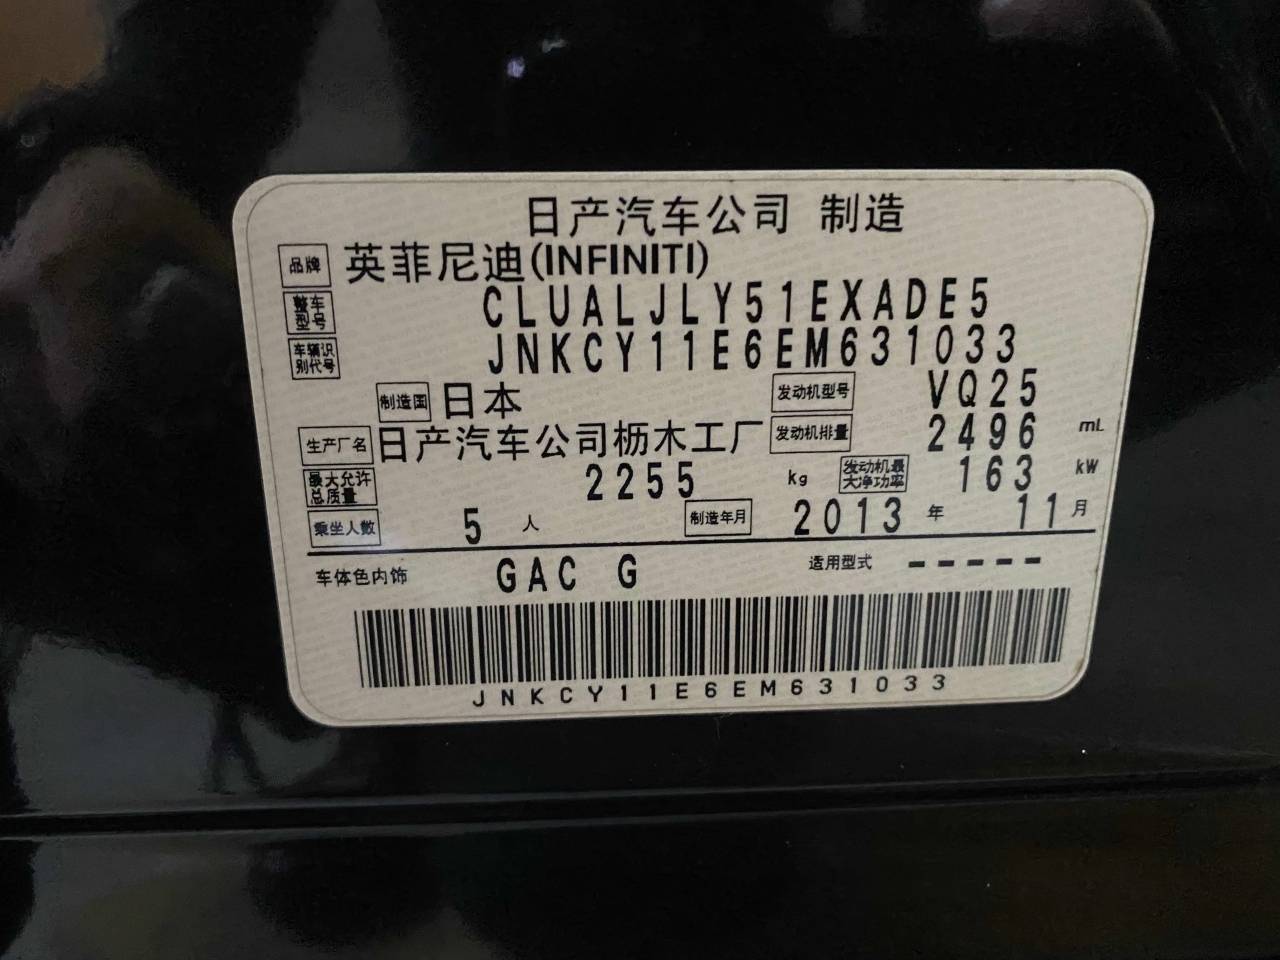 日产汽车公司 制造
品牌 英菲尼迪(INFINITI)
整车型号 CLUALJLY51EXADE5
车辆识别代号 JNKCY11E6EM631033
制造国 日本 发动机型号 VQ25
生产厂名 日产汽车公司枥木工厂 发动机排量 2496 mL
最大允许总质量 2255 kg 发动机最大净功率 163 kW
乘坐人数 5 人 制造年月 2013 年 11 月
车体色内饰 GAC G 适用型式 -----
JNKCY11E6EM631033